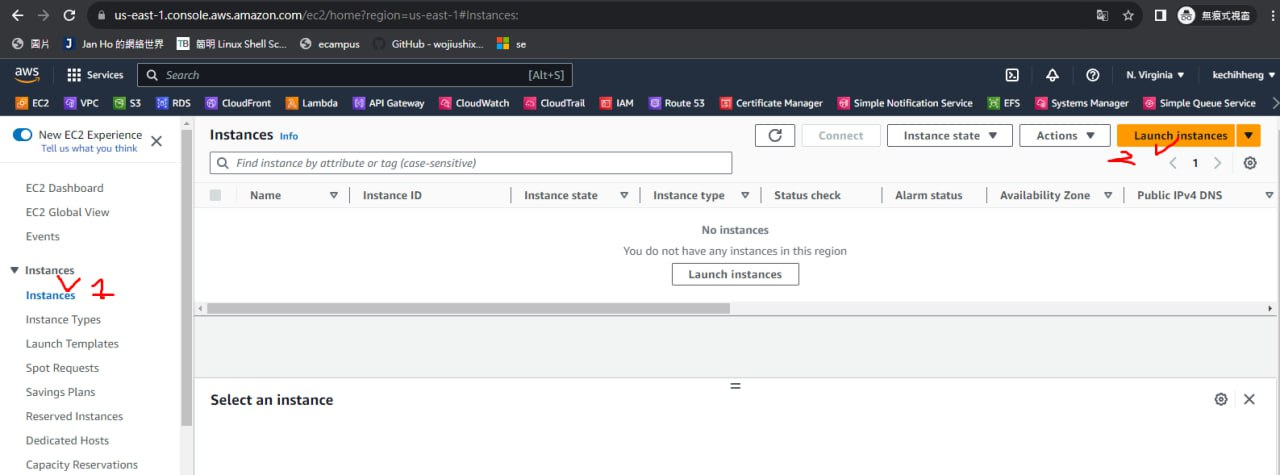 us-east-1.console.aws.amazon.com/ec2/home?region=us-east-1#Instances:
無痕式視窗
圖片 Jan Ho 的網絡世界 TB 簡明 Linux Shell Sc... ecampus GitHub - wojiushix... se
aws Services Search [Alt+S] N. Virginia kechihheng
EC2 VPC S3 RDS CloudFront Lambda API Gateway CloudWatch CloudTrail IAM Route 53 Certificate Manager Simple Notification Service EFS Systems Manager Simple Queue Service
New EC2 Experience
Tell us what you think
EC2 Dashboard
EC2 Global View
Events
Instances
Instances 1
Instance Types
Launch Templates
Spot Requests
Savings Plans
Reserved Instances
Dedicated Hosts
Capacity Reservations
Instances Info Connect Instance state Actions Launch instances
2
Find instance by attribute or tag (case-sensitive) 1
Name Instance ID Instance state Instance type Status check Alarm status Availability Zone Public IPv4 DNS
No instances
You do not have any instances in this region
Launch instances
Select an instance